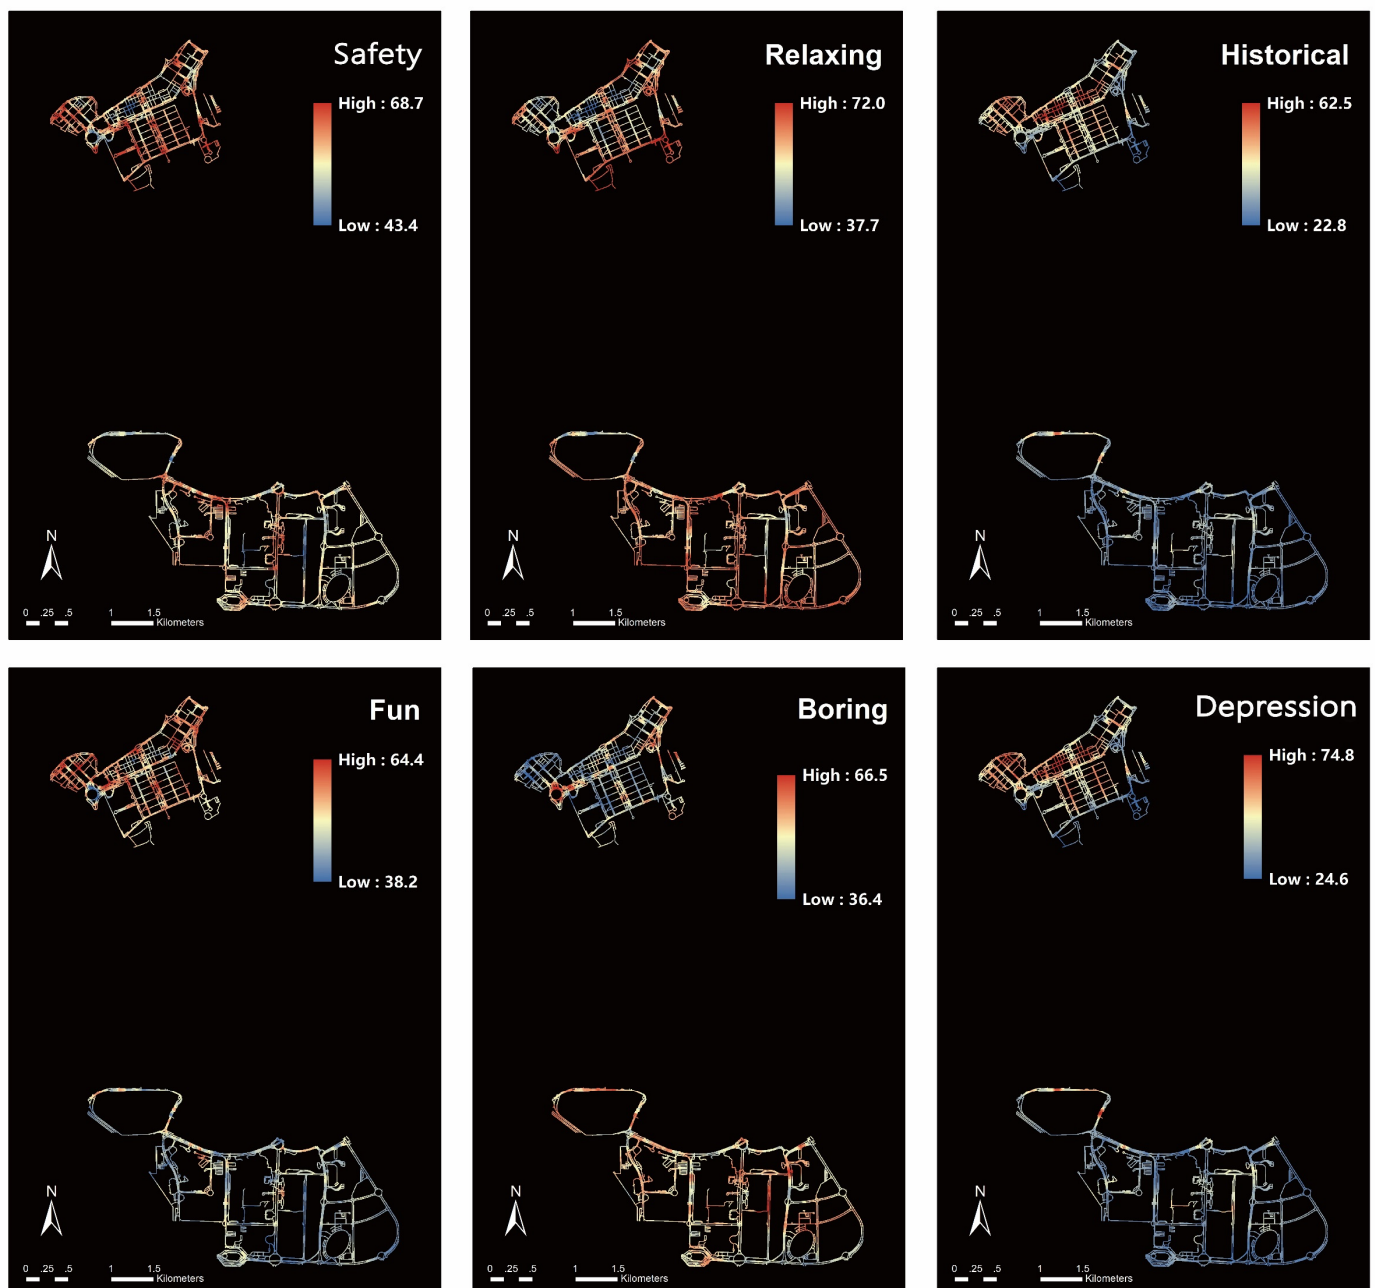 Safety
High : 68.7
Low : 43.4
N
0 .25 .5 1 1.5
Kilometers
Relaxing
High : 72.0
Low : 37.7
N
0 .25 .5 1 1.5
Kilometers
Historical
High : 62.5
Low : 22.8
N
0 .25 .5 1 1.5
Kilometers
Fun
High : 64.4
Low : 38.2
N
0 .25 .5 1 1.5
Kilometers
Boring
High : 66.5
Low : 36.4
N
0 .25 .5 1 1.5
Kilometers
Depression
High : 74.8
Low : 24.6
N
0 .25 .5 1 1.5
Kilometers